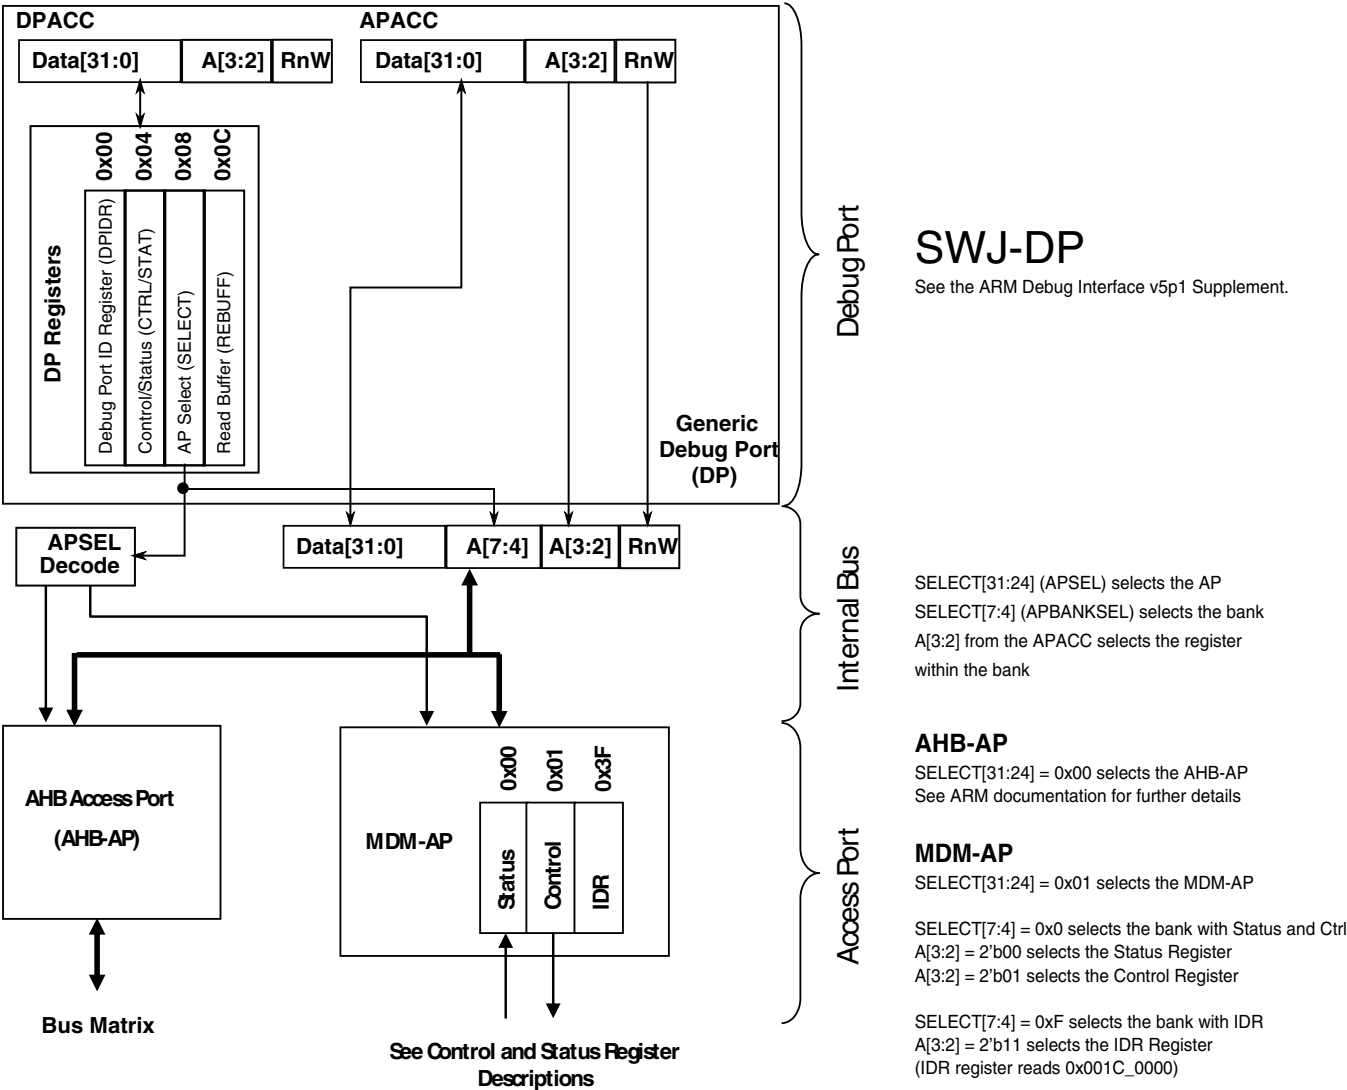 DPACC
Data[31:0] A[3:2] RnW
APACC
Data[31:0] A[3:2] RnW
0x00
0x04
0x08
0x0C
DP Registers
Debug Port ID Register (DPIDR)
Control/Status (CTRL/STAT)
AP Select (SELECT)
Read Buffer (REBUFF)
Generic
Debug Port
(DP)
Debug Port
SWJ-DP
See the ARM Debug Interface v5p1 Supplement.
APSEL
Decode
Data[31:0] A[7:4] A[3:2] RnW
Internal Bus
SELECT[31:24] (APSEL) selects the AP
SELECT[7:4] (APBANKSEL) selects the bank
A[3:2] from the APACC selects the register
within the bank
AHB Access Port
(AHB-AP)
Bus Matrix
MDM-AP
0x00
0x01
0x3F
Status
Control
IDR
See Control and Status Register
Descriptions
Access Port
AHB-AP
SELECT[31:24] = 0x00 selects the AHB-AP
See ARM documentation for further details
MDM-AP
SELECT[31:24] = 0x01 selects the MDM-AP
SELECT[7:4] = 0x0 selects the bank with Status and Ctrl
A[3:2] = 2'b00 selects the Status Register
A[3:2] = 2'b01 selects the Control Register
SELECT[7:4] = 0xF selects the bank with IDR
A[3:2] = 2'b11 selects the IDR Register
(IDR register reads 0x001C_0000)